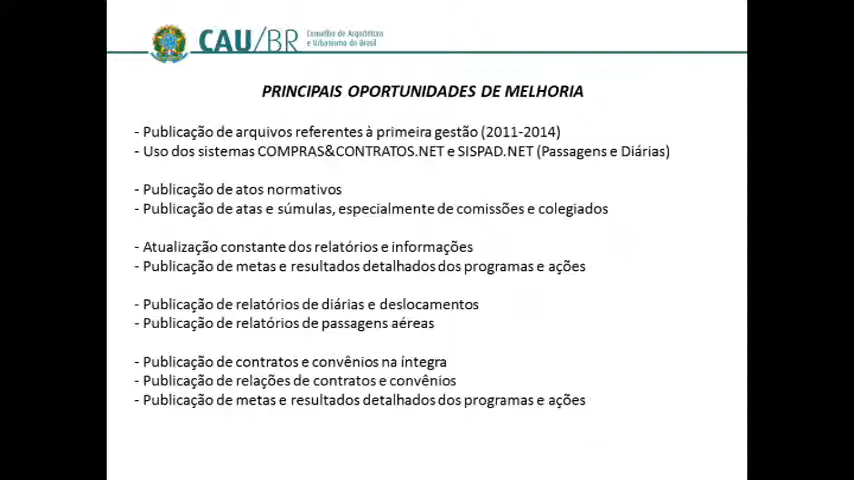 CAU/BR Conselho de Arquitetura
e Urbanismo do Brasil
PRINCIPAIS OPORTUNIDADES DE MELHORIA
- Publicação de arquivos referentes à primeira gestão (2011-2014)
- Uso dos sistemas COMPRAS&CONTRATOS.NET e SISPAD.NET (Passagens e Diárias)
- Publicação de atos normativos
- Publicação de atas e súmulas, especialmente de comissões e colegiados
- Atualização constante dos relatórios e informações
- Publicação de metas e resultados detalhados dos programas e ações
- Publicação de relatórios de diárias e deslocamentos
- Publicação de relatórios de passagens aéreas
- Publicação de contratos e convênios na íntegra
- Publicação de relações de contratos e convênios
- Publicação de metas e resultados detalhados dos programas e ações